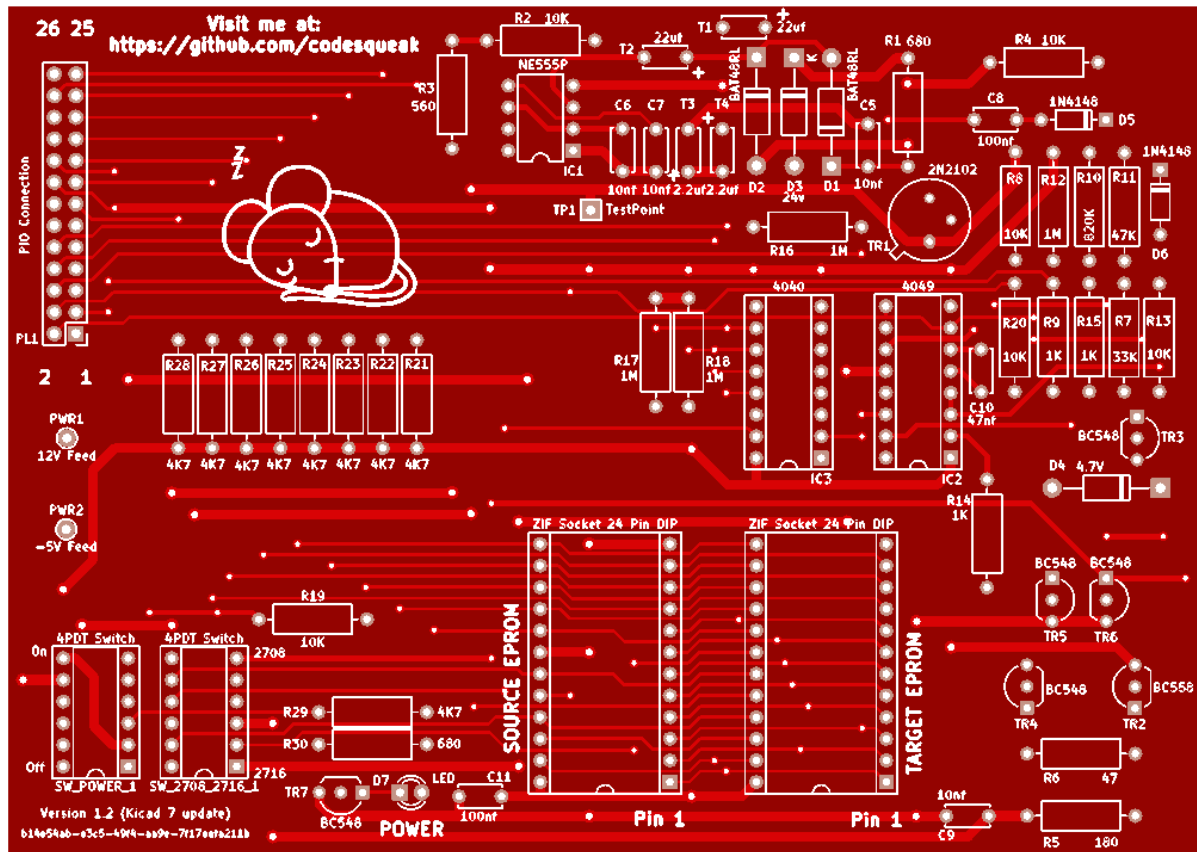 26 25
Visit me at:
https://github.com/codesqueak
R2 10K
T1
22uf
T2
22uf
BAT48RL
K
BAT48RL
R1 680
R4 10K
NE555P
R3
560
C6
C7
T3
T4
C5
C8
100nf
1N4148
D5
IC1
10nf
10nf
2.2uf
2.2uf
D2
D3
D1
24v
10nf
2N2102
1N4148
R8
R12
R10
R11
10K
1M
820K
47K
D6
Z
Z
PIO Connection
TP1
TestPoint
R16
1M
TR1
4040
4049
PL1
2 1
R28
R27
R26
R25
R24
R23
R22
R21
4K7
4K7
4K7
4K7
4K7
4K7
4K7
4K7
R17
1M
R18
1M
R20
R9
R15
R7
R13
10K
1K
1K
33K
10K
C10
47nf
PWR1
12V Feed
BC548
TR3
IC3
IC2
D4
4.7V
R14
1K
PWR2
-5V Feed
ZIF Socket 24 Pin DIP
ZIF Socket 24 Pin DIP
SOURCE EPROM
TARGET EPROM
BC548
BC548
TR5
TR6
R19
10K
4PDT Switch
4PDT Switch
On
2708
Off
2716
SW_POWER_1
SW_2708_2716_1
BC548
BC558
TR4
TR2
R29
4K7
R30
680
R6
47
TR7
D7
LED
C11
100nf
BC548
POWER
Pin 1
Pin 1
10nf
C9
R5
180
Version 1.2 (Kicad 7 update)
b14e54ab-e3c5-49f4-aa9e-7f17eefa211b